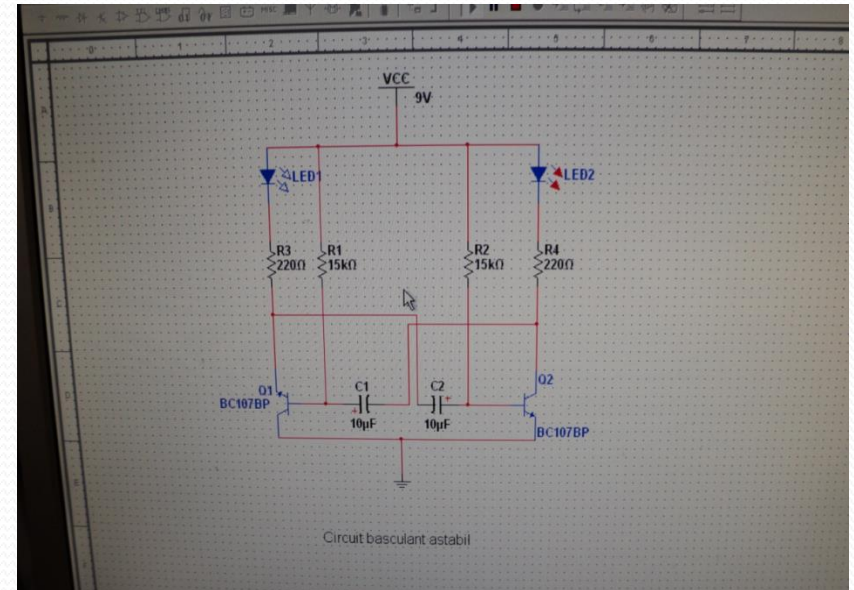 VCC
9V
LED1
LED2
R3
220Ω
R1
15kΩ
R2
15kΩ
R4
220Ω
Q1
BC107BP
C1
10µF
C2
10µF
Q2
BC107BP
Circuit basculant astabil